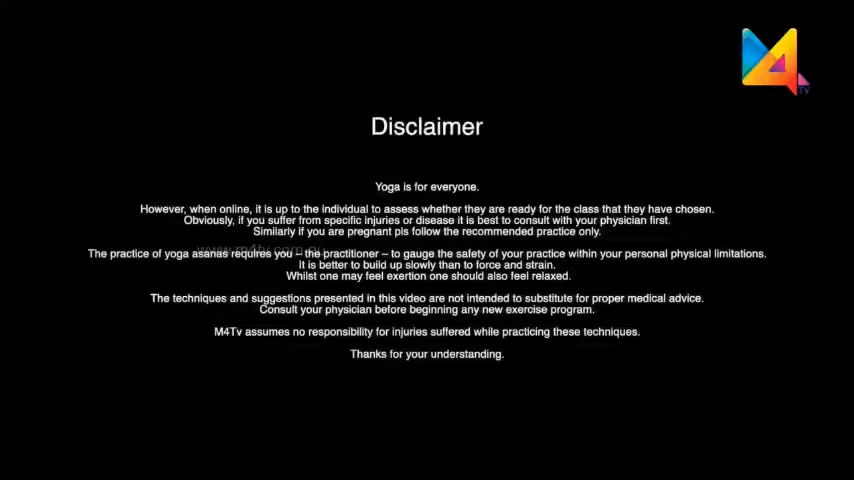 M4
TV
Disclaimer
Yoga is for everyone.
However, when online, it is up to the individual to assess whether they are ready for the class that they have chosen.
Obviously, if you suffer from specific injuries or disease it is best to consult with your physician first.
Similarly if you are pregnant pls follow the recommended practice only.
www.m4tv.com.au
The practice of yoga asanas requires you – the practitioner – to gauge the safety of your practice within your personal physical limitations.
It is better to build up slowly than to force and strain.
Whilst one may feel exertion one should also feel relaxed.
The techniques and suggestions presented in this video are not intended to substitute for proper medical advice.
Consult your physician before beginning any new exercise program.
M4Tv assumes no responsibility for injuries suffered while practicing these techniques.
Thanks for your understanding.